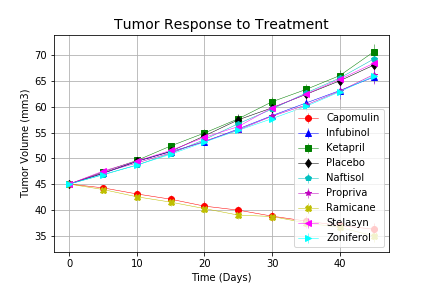 Tumor Response to Treatment
Tumor Volume (mm3)
70
65
60
55
50
45
40
35
0
10
20
30
40
Time (Days)
Capomulin
Infubinol
Ketapril
Placebo
Naftisol
Propriva
Ramicane
Stelasyn
Zoniferol